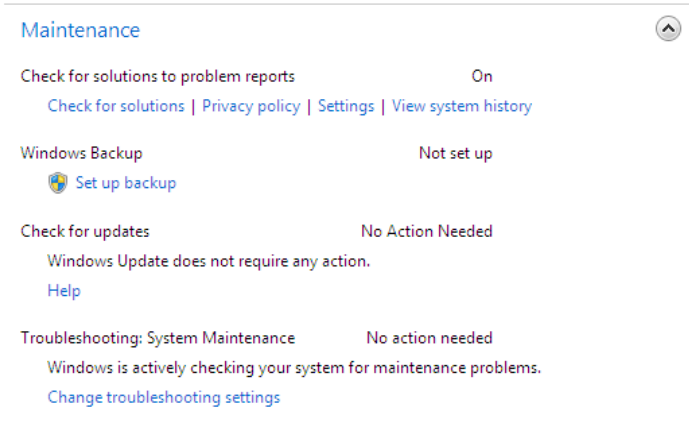 Maintenance
Check for solutions to problem reports On
Check for solutions | Privacy policy | Settings | View system history
Windows Backup Not set up
Set up backup
Check for updates No Action Needed
Windows Update does not require any action.
Help
Troubleshooting: System Maintenance No action needed
Windows is actively checking your system for maintenance problems.
Change troubleshooting settings